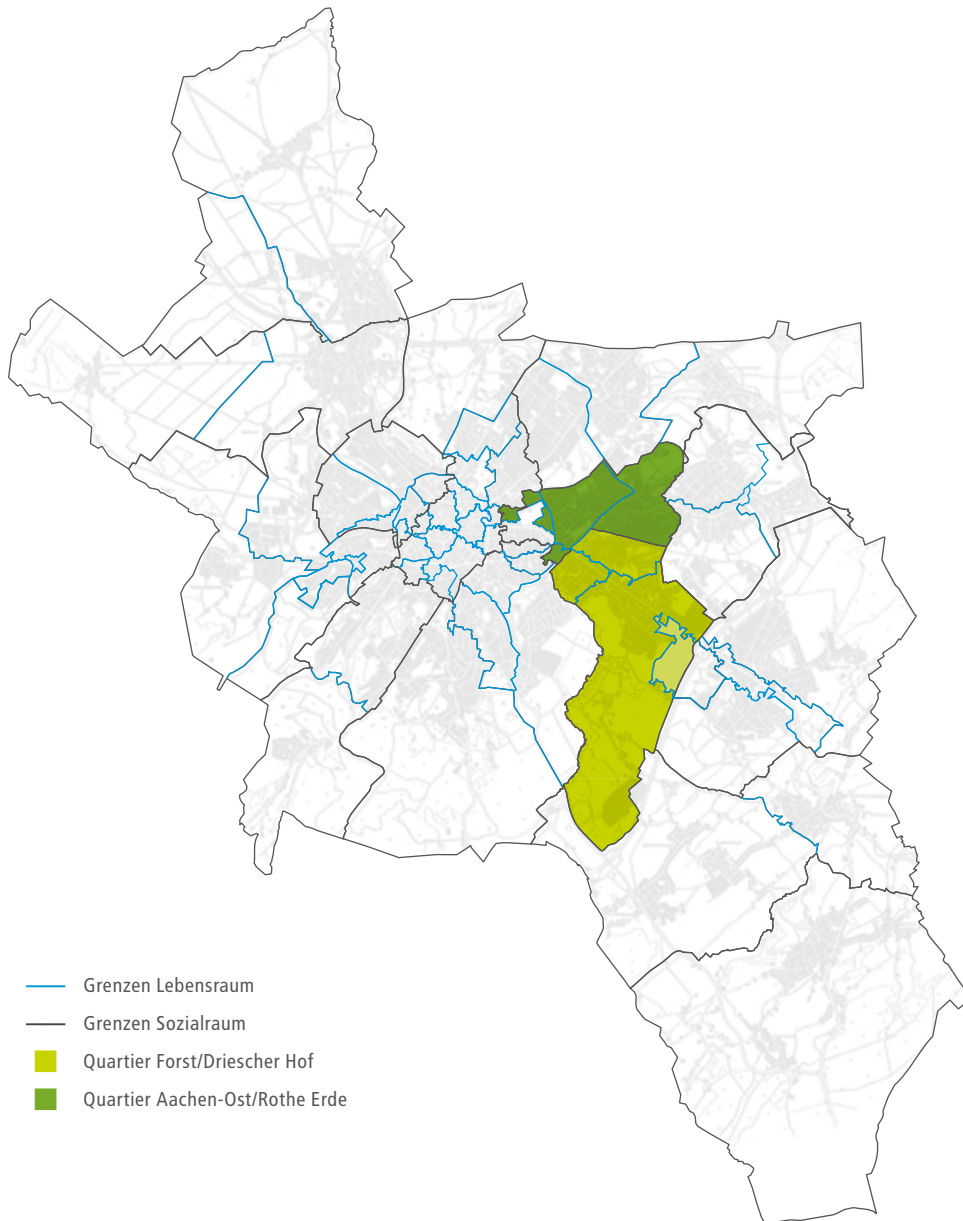 Grenzen Lebensraum
Grenzen Sozialraum
Quartier Forst/Driescher Hof
Quartier Aachen-Ost/Rothe Erde